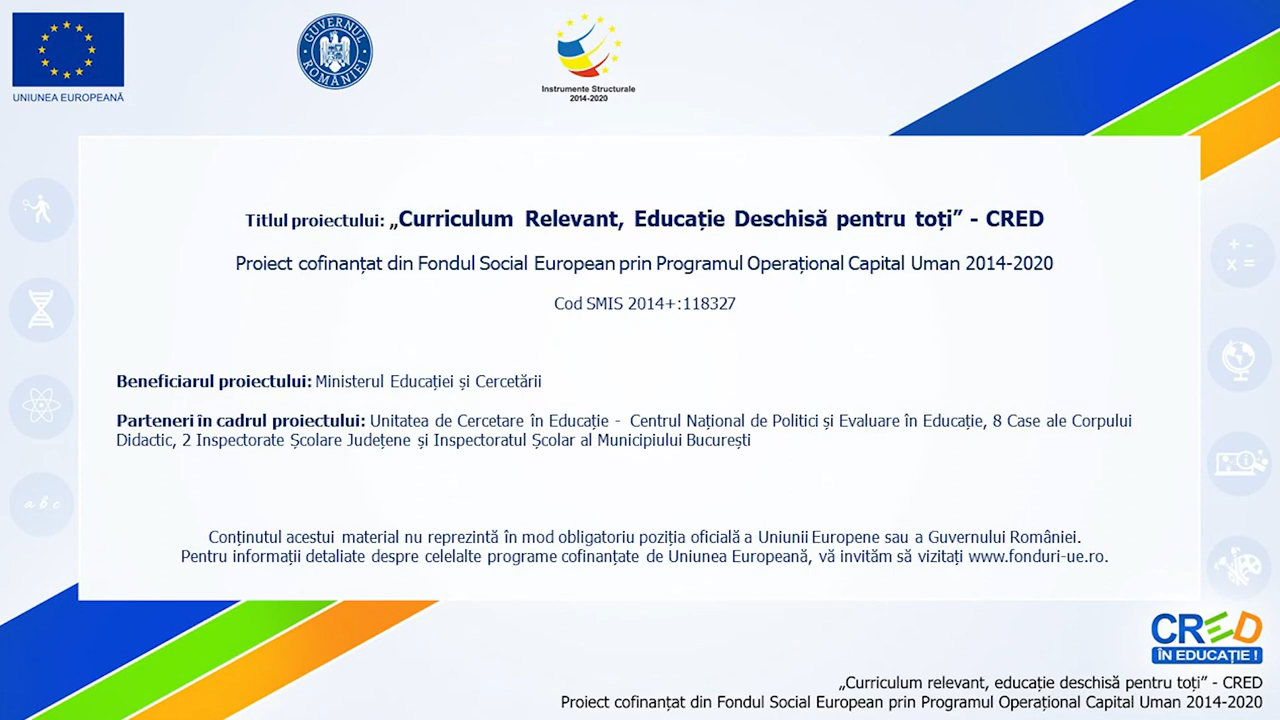 UNIUNEA EUROPEANĂ
GUVERNUL ROMÂNIEI
Instrumente Structurale
2014-2020
Titlul proiectului: „Curriculum Relevant, Educație Deschisă pentru toți” - CRED
Proiect cofinanțat din Fondul Social European prin Programul Operațional Capital Uman 2014-2020
Cod SMIS 2014+:118327
+ -
x =
Beneficiarul proiectului: Ministerul Educației și Cercetării
Parteneri în cadrul proiectului: Unitatea de Cercetare în Educație - Centrul Național de Politici și Evaluare în Educație, 8 Case ale Corpului
Didactic, 2 Inspectorate Școlare Județene și Inspectoratul Școlar al Municipiului București
a b c
Conținutul acestui material nu reprezintă în mod obligatoriu poziția oficială a Uniunii Europene sau a Guvernului României.
Pentru informații detaliate despre celelalte programe cofinanțate de Uniunea Europeană, vă invităm să vizitați www.fonduri-ue.ro.
CRED
ÎN EDUCAȚIE !
„Curriculum relevant, educație deschisă pentru toți” - CRED
Proiect cofinanțat din Fondul Social European prin Programul Operațional Capital Uman 2014-2020